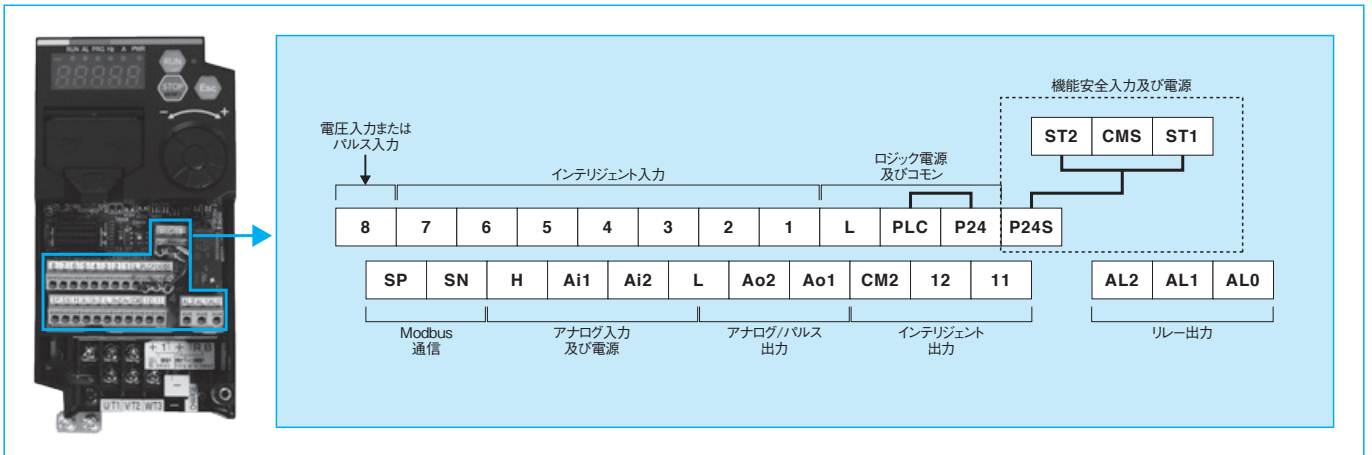 RUN AL PRG Hz A PWR
RUN
STOP
Esc
- +
機能安全入力及び電源
ST2 CMS ST1
電圧入力または
パルス入力
インテリジェント入力
ロジック電源
及びコモン
8 7 6 5 4 3 2 1 L PLC P24 P24S
SP SN H Ai1 Ai2 L Ao2 Ao1 CM2 12 11
AL2 AL1 AL0
Modbus
通信
アナログ入力
及び電源
アナログ/パルス
出力
インテリジェント
出力
リレー出力
U/T1 V/T2 W/T3